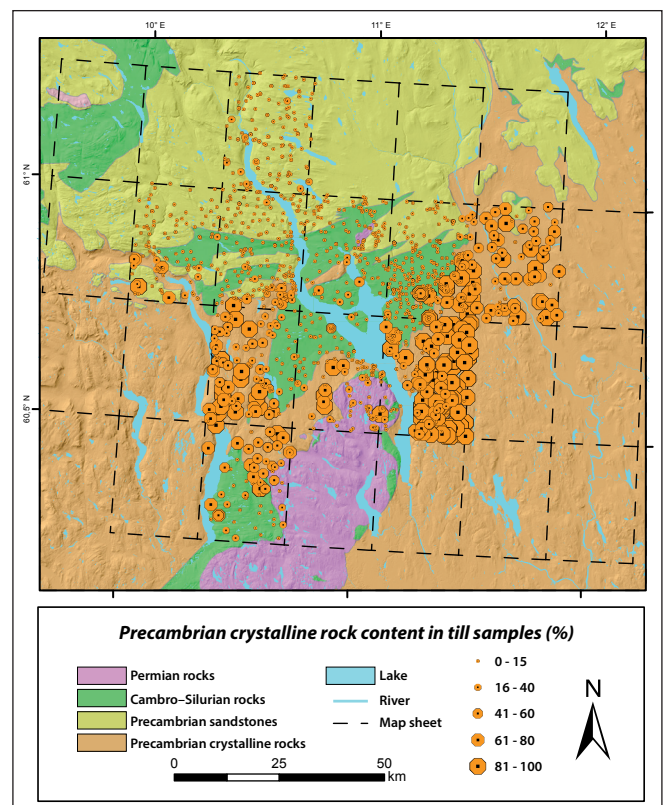 10° E 11° E 12° E
61° N
60.5° N
Precambrian crystalline rock content in till samples (%)
Permian rocks
Cambro–Silurian rocks
Precambrian sandstones
Precambrian crystalline rocks
Lake
River
Map sheet
0 - 15
16 - 40
41 - 60
61 - 80
81 - 100
N
0 25 50
km